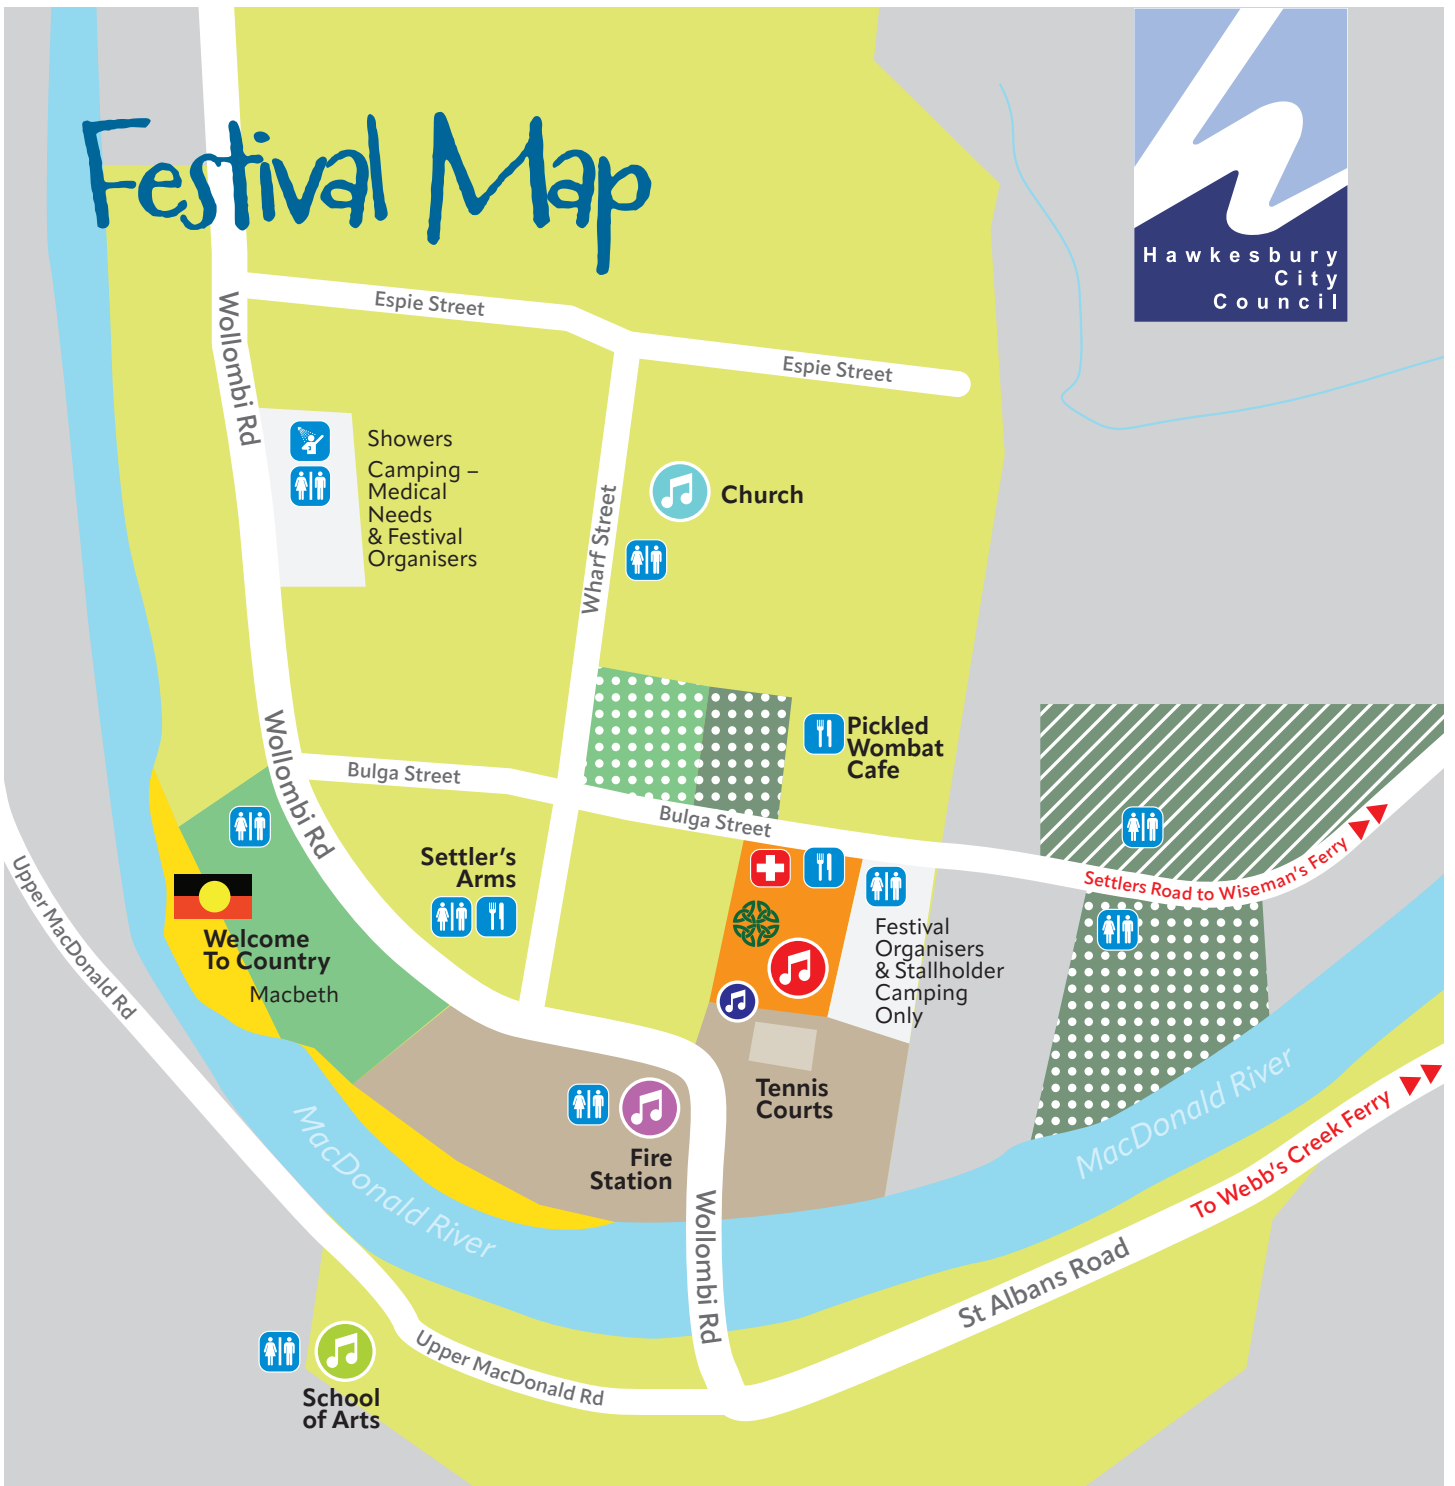 Festival Map
Hawkesbury
City
Council
Espie Street
Espie Street
Wollombi Rd
Showers
Camping –
Medical
Needs
& Festival
Organisers
Wharf Street
Church
Pickled
Wombat
Cafe
Wollombi Rd
Bulga Street
Bulga Street
Settler's
Arms
Settlers Road to Wiseman's Ferry
Upper MacDonald Rd
Welcome
To Country
Macbeth
Festival
Organisers
& Stallholder
Camping
Only
Tennis
Courts
Fire
Station
MacDonald River
MacDonald River
To Webb's Creek Ferry
Wollombi Rd
St Albans Road
Upper MacDonald Rd
School
of Arts